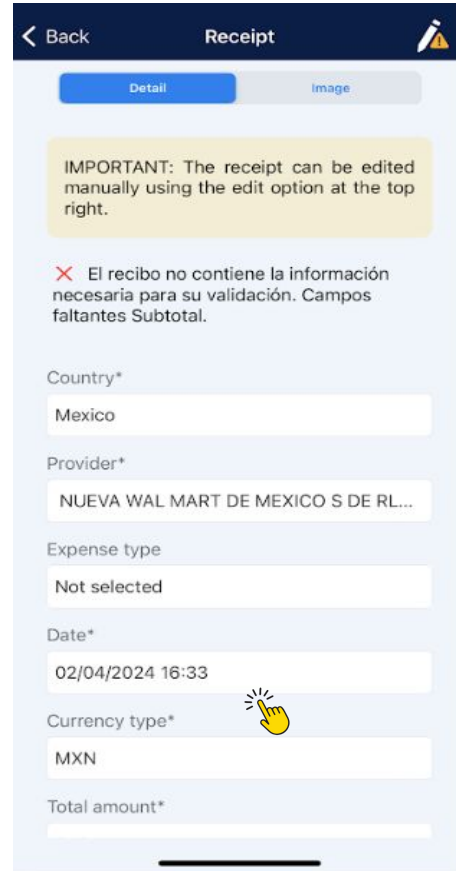 Back Receipt
Detail Image
IMPORTANT: The receipt can be edited
manually using the edit option at the top
right.
El recibo no contiene la información
necesaria para su validación. Campos
faltantes Subtotal.
Country*
Mexico
Provider*
NUEVA WAL MART DE MEXICO S DE RL...
Expense type
Not selected
Date*
02/04/2024 16:33
Currency type*
MXN
Total amount*